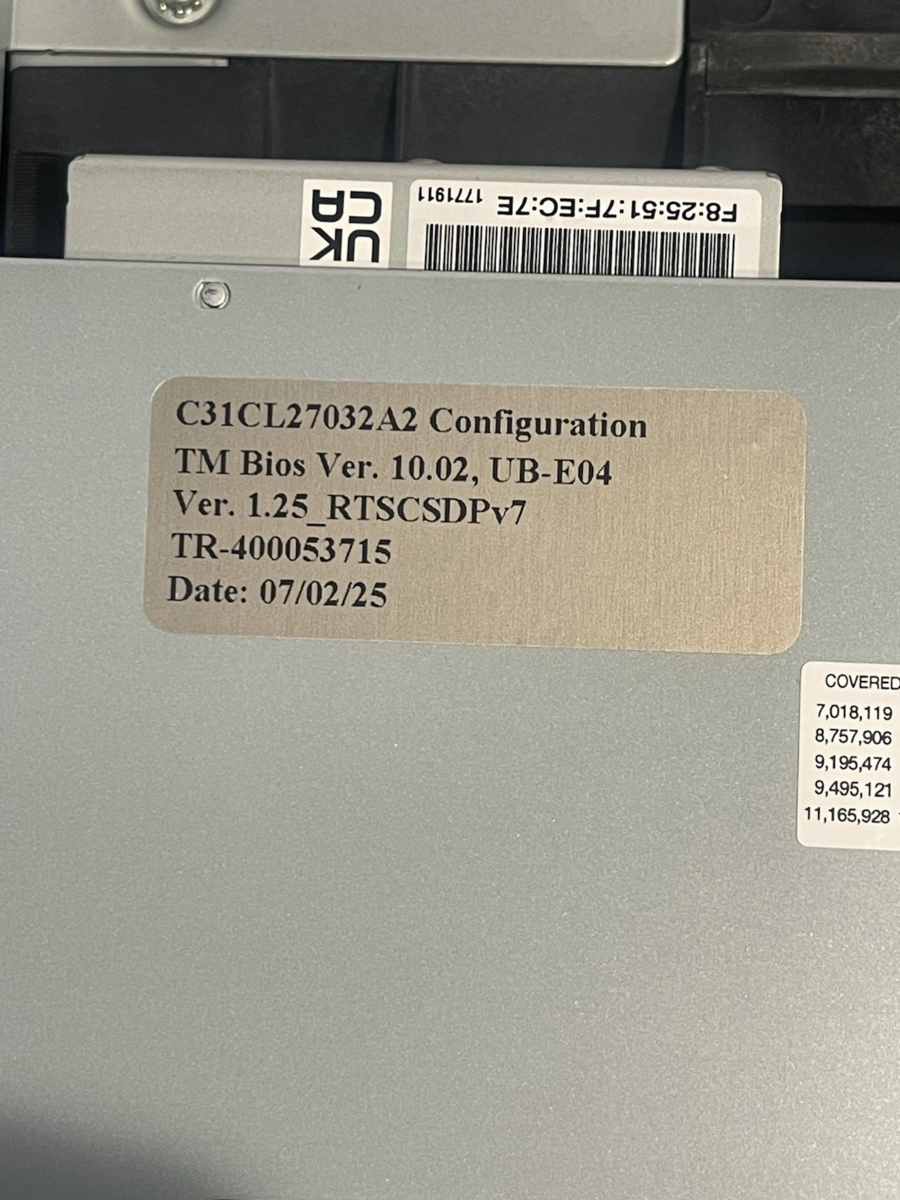 UK
CA
F8:25:51:7F:EC:7E 1771911
C31CL27032A2 Configuration
TM Bios Ver. 10.02, UB-E04
Ver. 1.25_RTSCSDPv7
TR-400053715
Date: 07/02/25
COVERED
7,018,119
8,757,906
9,195,474
9,495,121
11,165,928